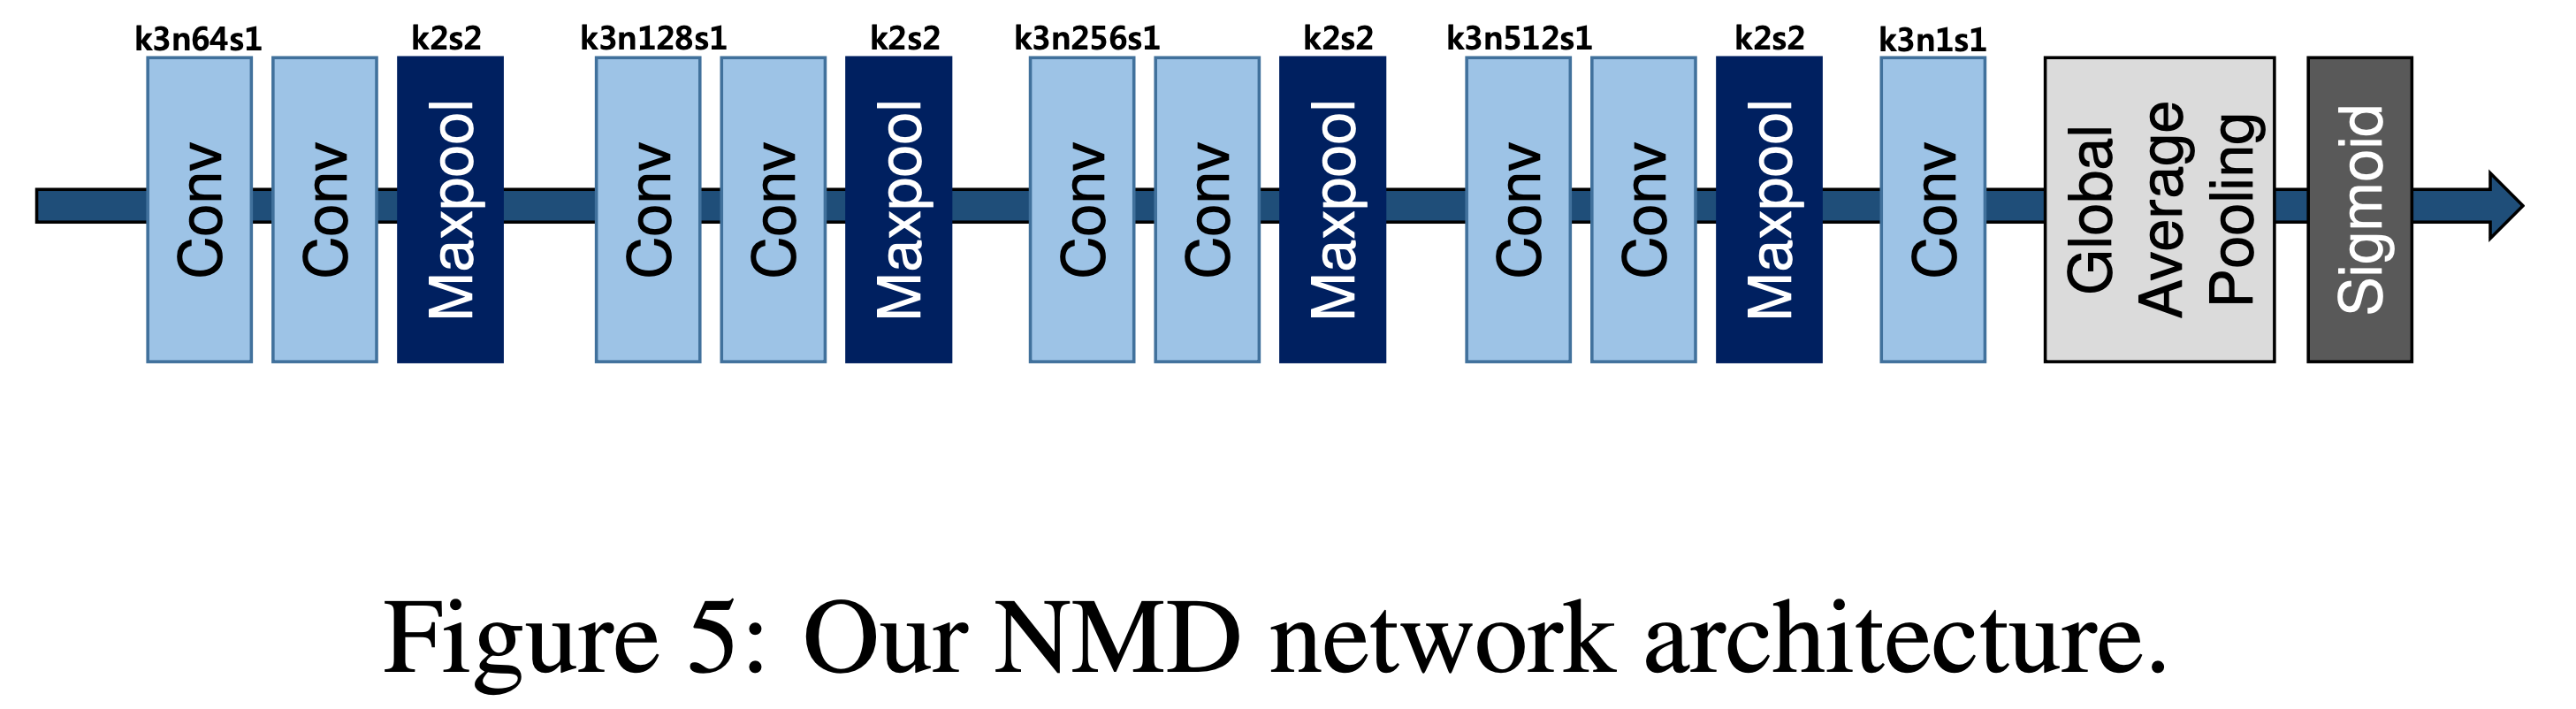 k3n64s1
k2s2
k3n128s1
k2s2
k3n256s1
k2s2
k3n512s1
k2s2
k3n1s1
Conv
Conv
Maxpool
Conv
Conv
Maxpool
Conv
Conv
Maxpool
Conv
Conv
Maxpool
Conv
Global
Average
Pooling
Sigmoid
Figure 5: Our NMD network architecture.